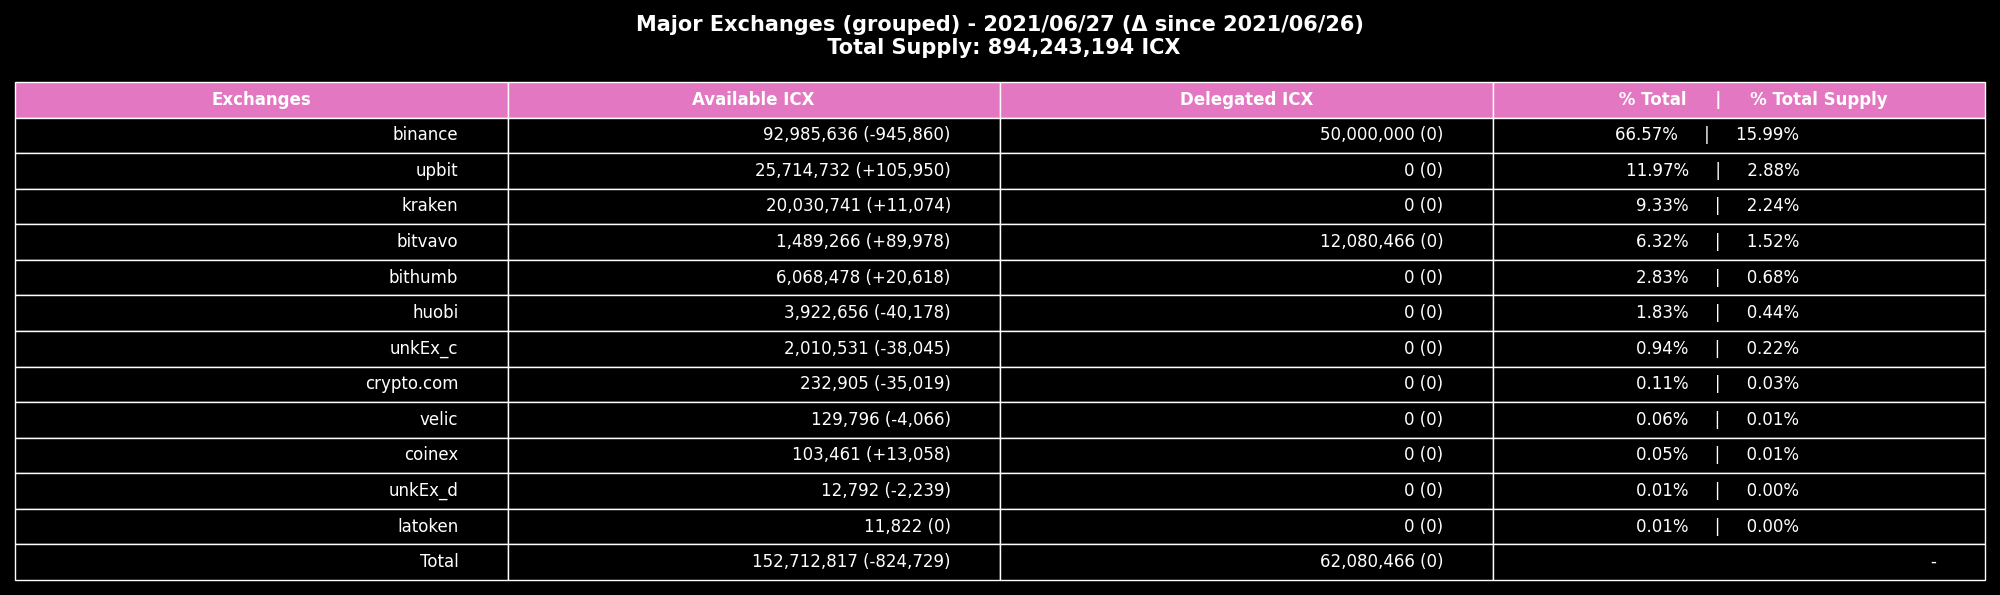 Major Exchanges (grouped) - 2021/06/27 (Δ since 2021/06/26)
Total Supply: 894,243,194 ICX
Exchanges Available ICX Delegated ICX % Total | % Total Supply
binance 92,985,636 (-945,860) 50,000,000 (0) 66.57% | 15.99%
upbit 25,714,732 (+105,950) 0 (0) 11.97% | 2.88%
kraken 20,030,741 (+11,074) 0 (0) 9.33% | 2.24%
bitvavo 1,489,266 (+89,978) 12,080,466 (0) 6.32% | 1.52%
bithumb 6,068,478 (+20,618) 0 (0) 2.83% | 0.68%
huobi 3,922,656 (-40,178) 0 (0) 1.83% | 0.44%
unkEx_c 2,010,531 (-38,045) 0 (0) 0.94% | 0.22%
crypto.com 232,905 (-35,019) 0 (0) 0.11% | 0.03%
velic 129,796 (-4,066) 0 (0) 0.06% | 0.01%
coinex 103,461 (+13,058) 0 (0) 0.05% | 0.01%
unkEx_d 12,792 (-2,239) 0 (0) 0.01% | 0.00%
latoken 11,822 (0) 0 (0) 0.01% | 0.00%
Total 152,712,817 (-824,729) 62,080,466 (0) -